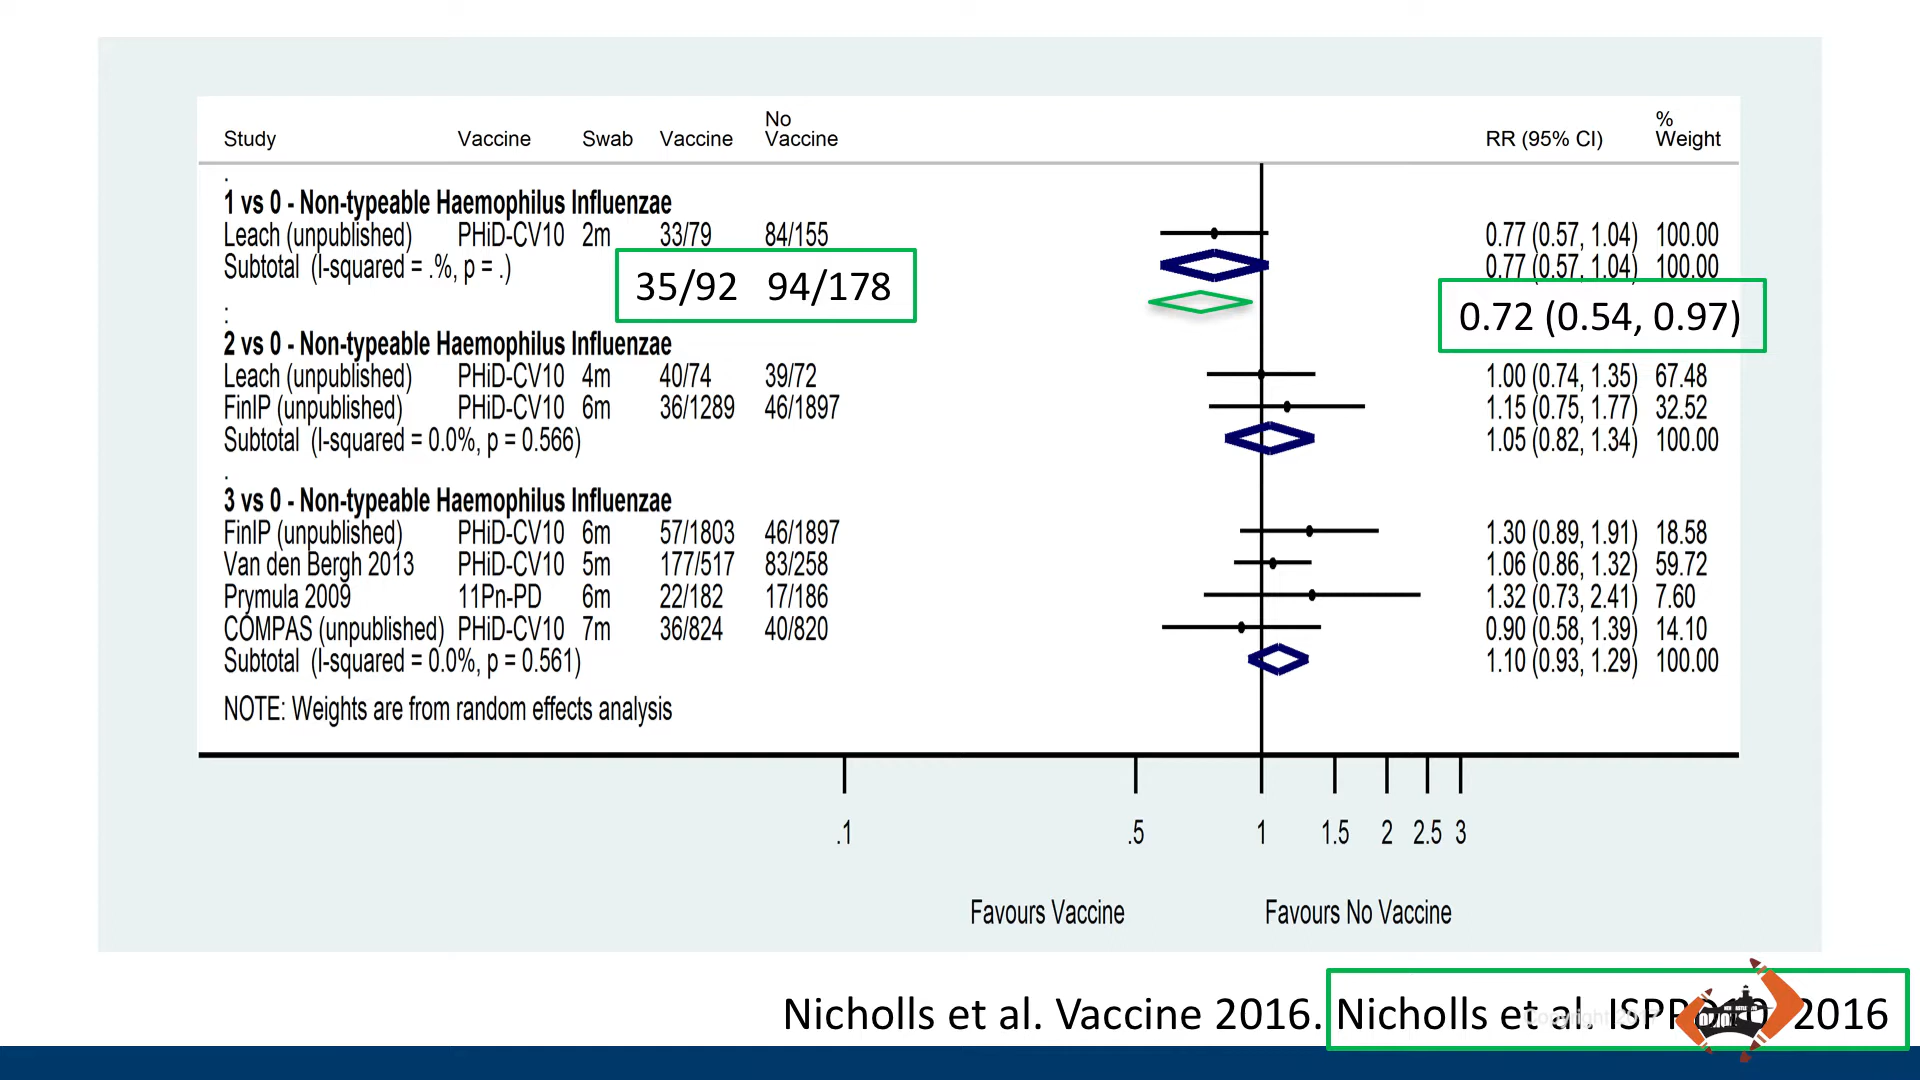 Study Vaccine Swab Vaccine No Vaccine RR (95% CI) % Weight
.
1 vs 0 - Non-typeable Haemophilus Influenzae
Leach (unpublished) PHiD-CV10 2m 33/79 84/155 0.77 (0.57, 1.04) 100.00
Subtotal (I-squared = .%, p = .) 0.77 (0.57, 1.04) 100.00
35/92 94/178 0.72 (0.54, 0.97)
.
2 vs 0 - Non-typeable Haemophilus Influenzae
Leach (unpublished) PHiD-CV10 4m 40/74 39/72 1.00 (0.74, 1.35) 67.48
FinIP (unpublished) PHiD-CV10 6m 36/1289 46/1897 1.15 (0.75, 1.77) 32.52
Subtotal (I-squared = 0.0%, p = 0.566) 1.05 (0.82, 1.34) 100.00
.
3 vs 0 - Non-typeable Haemophilus Influenzae
FinIP (unpublished) PHiD-CV10 6m 57/1803 46/1897 1.30 (0.89, 1.91) 18.58
Van den Bergh 2013 PHiD-CV10 5m 177/517 83/258 1.06 (0.86, 1.32) 59.72
Prymula 2009 11Pn-PD 6m 22/182 17/186 1.32 (0.73, 2.41) 7.60
COMPAS (unpublished) PHiD-CV10 7m 36/824 40/820 0.90 (0.58, 1.39) 14.10
Subtotal (I-squared = 0.0%, p = 0.561) 1.10 (0.93, 1.29) 100.00
NOTE: Weights are from random effects analysis
.1 .5 1 1.5 2 2.5 3
Favours Vaccine Favours No Vaccine
Nicholls et al. Vaccine 2016. Nicholls et al. 2016
Copyright